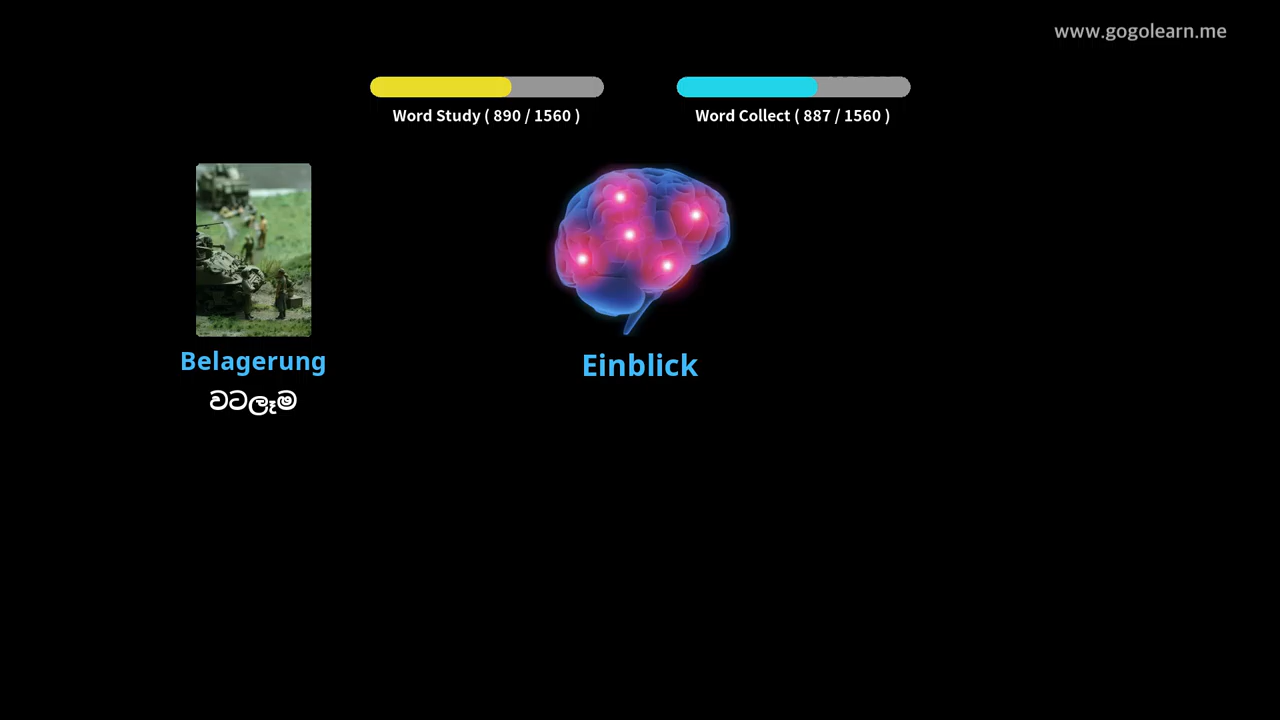 www.gogolearn.me
Word Study ( 890 / 1560 )
Word Collect ( 887 / 1560 )
Belagerung
වටලෑම
Einblick